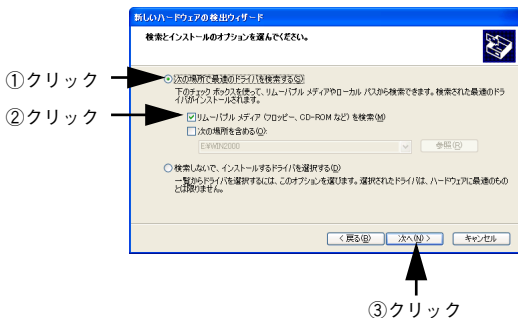 新しいハードウェアの検出ウィザード
検索とインストールのオプションを選んでください。
①クリック
次の場所で最適のドライバを検索する(S)
下のチェック ボックスを使って、リムーバブル メディアやローカル パスから検索できます。検索された最適のドラ
イバがインストールされます。
②クリック
リムーバブル メディア (フロッピー、CD-ROM など) を検索(M)
次の場所を含める(O):
E:¥WIN2000
参照(R)
検索しないで、インストールするドライバを選択する(D)
一覧からドライバを選択するには、このオプションを選びます。選択されたドライバは、ハードウェアに最適のもの
とは限りません。
< 戻る(B)
次へ(N) >
キャンセル
③クリック